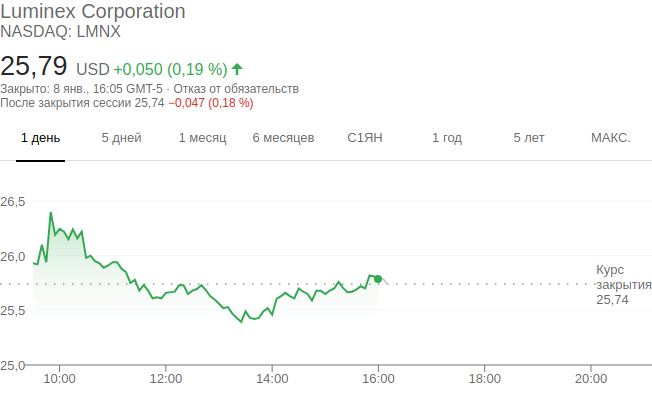 Luminex Corporation
NASDAQ: LMNX
25,79 USD +0,050 (0,19 %)
Закрыто: 8 янв., 16:05 GMT-5 · Отказ от обязательств
После закрытия сессии 25,74 −0,047 (0,18 %)
1 день 5 дней 1 месяц 6 месяцев С1ЯН 1 год 5 лет МАКС.
26,5
26,0
25,5
25,0
Курс
закрытия
25,74
10:00 12:00 14:00 16:00 18:00 20:00